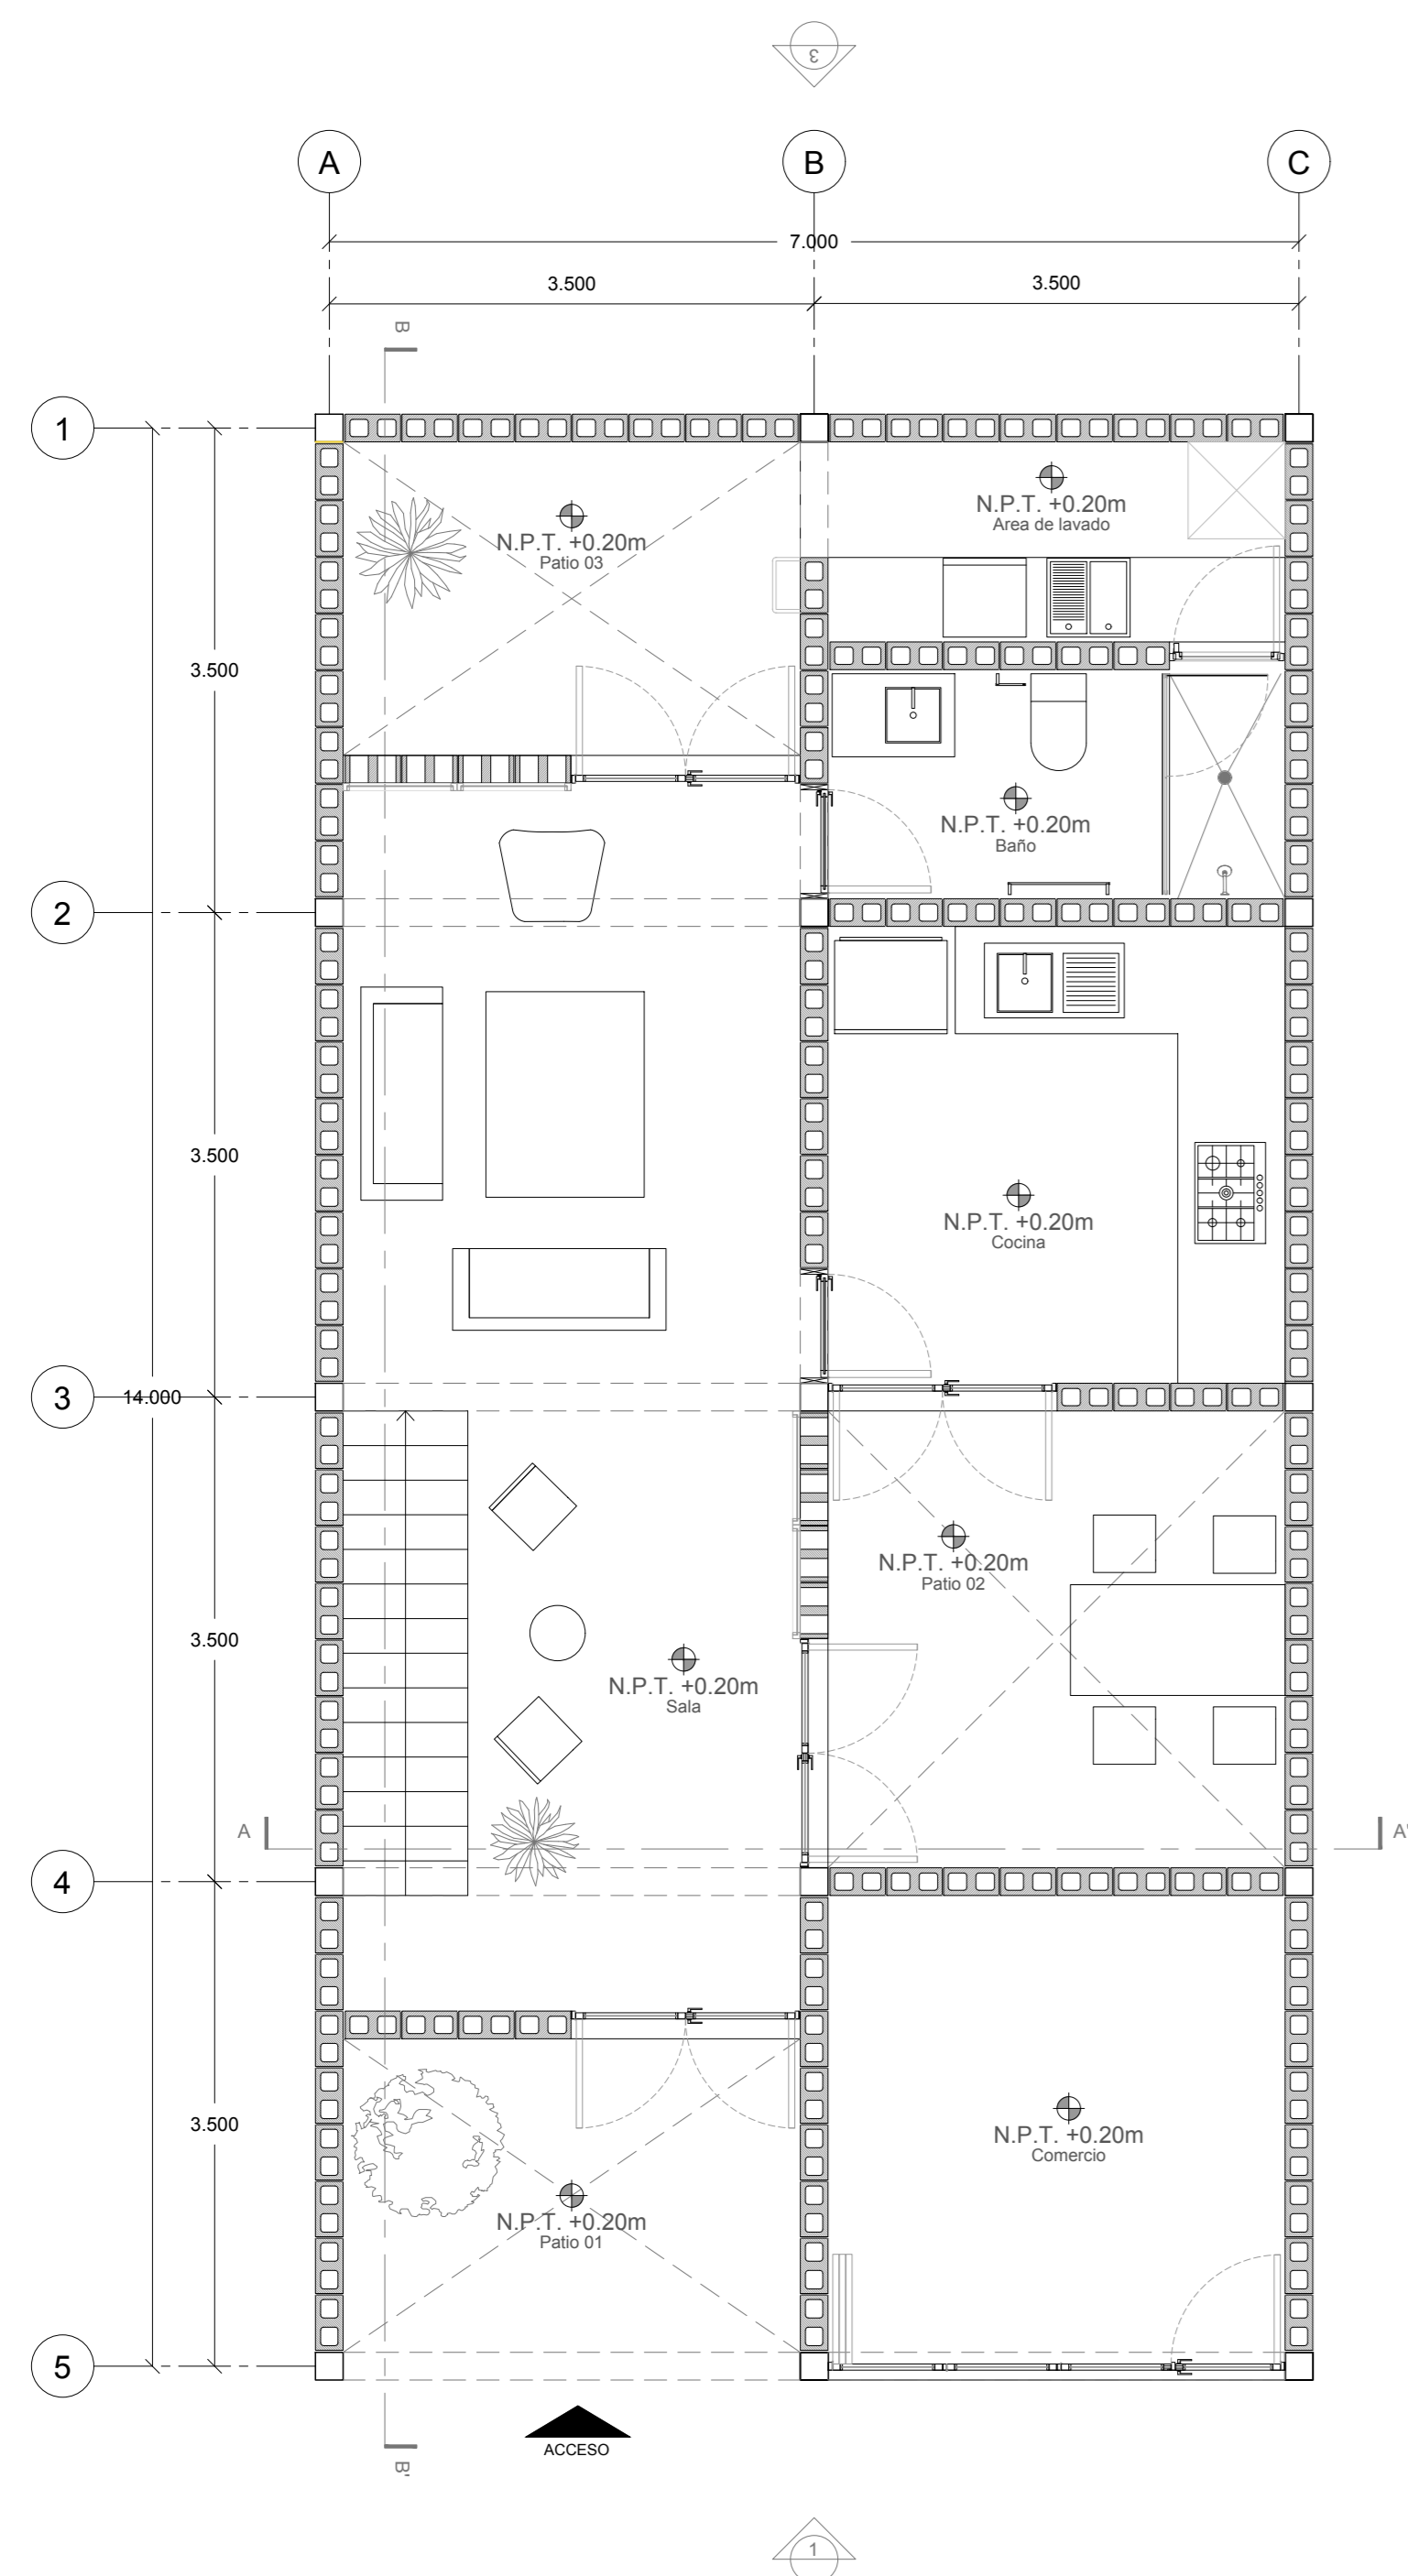 3
A
B
C
7.000
3.500
3.500
B
1
N.P.T. +0.20m
Area de lavado
N.P.T. +0.20m
Patio 03
3.500
N.P.T. +0.20m
Baño
2
3.500
N.P.T. +0.20m
Cocina
3
14.000
N.P.T. +0.20m
Patio 02
3.500
N.P.T. +0.20m
Sala
A
A'
4
3.500
N.P.T. +0.20m
Comercio
N.P.T. +0.20m
Patio 01
5
ACCESO
B'
1